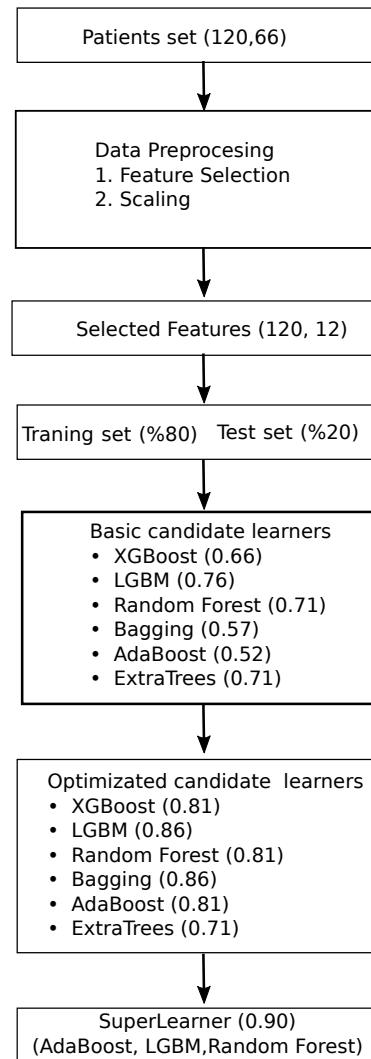 Patients set (120,66)
Data Preprocesing
1. Feature Selection
2. Scaling
Selected Features (120, 12)
Traning set (%80) Test set (%20)
Basic candidate learners
• XGBoost (0.66)
• LGBM (0.76)
• Random Forest (0.71)
• Bagging (0.57)
• AdaBoost (0.52)
• ExtraTrees (0.71)
Optimizated candidate learners
• XGBoost (0.81)
• LGBM (0.86)
• Random Forest (0.81)
• Bagging (0.86)
• AdaBoost (0.81)
• ExtraTrees (0.71)
SuperLearner (0.90)
(AdaBoost, LGBM,Random Forest)